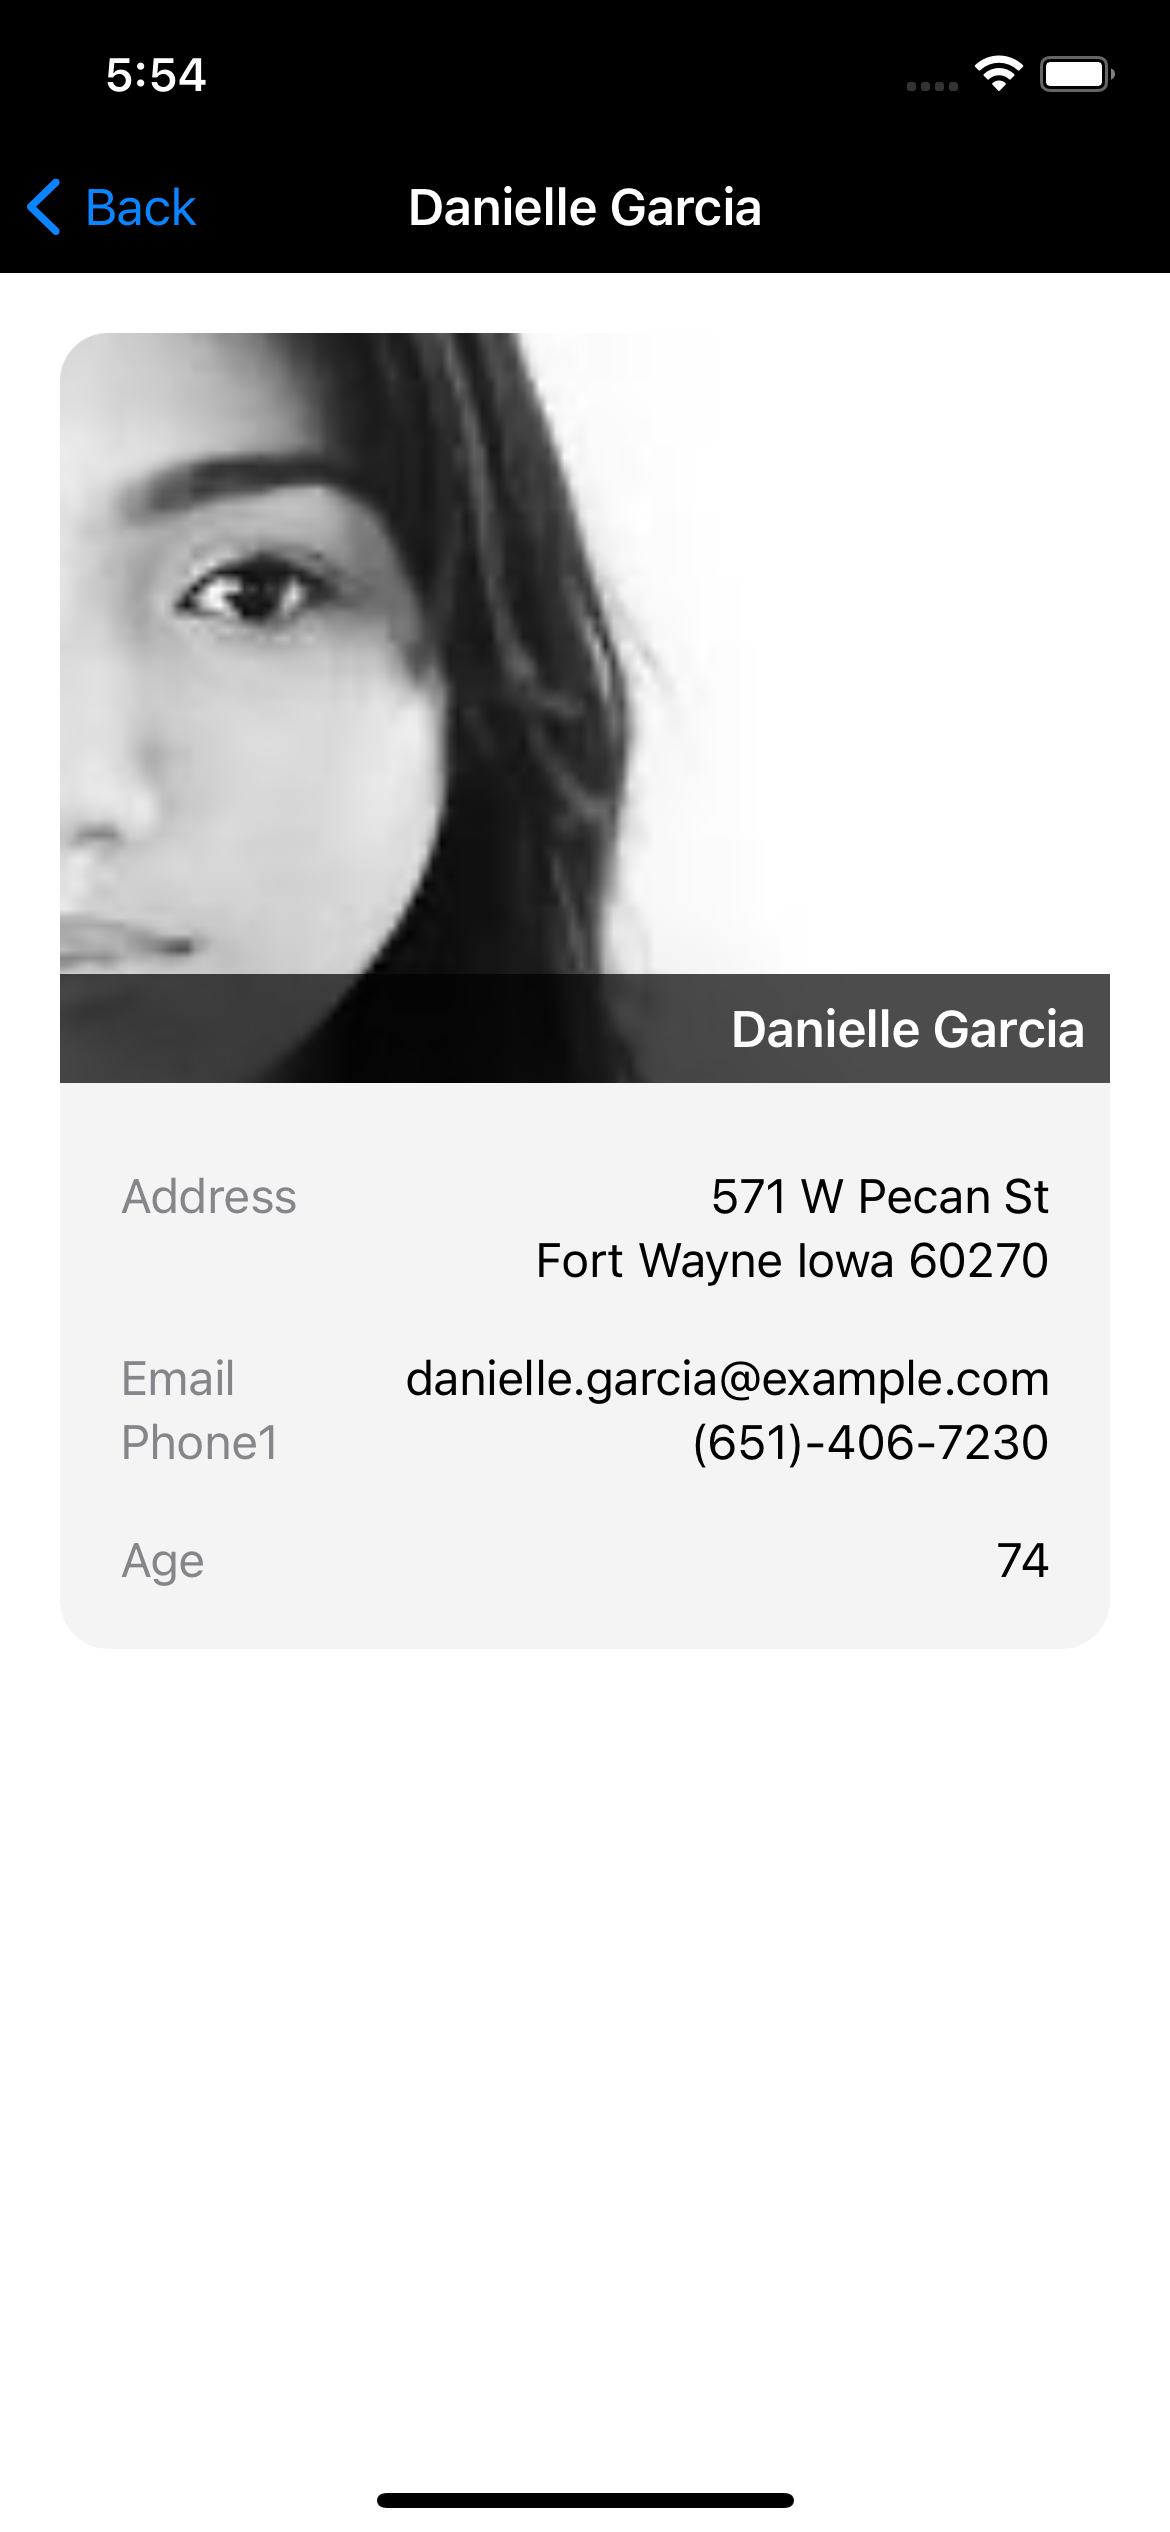 5:54
Back
Danielle Garcia
Danielle Garcia
Address
571 W Pecan St
Fort Wayne Iowa 60270
Email
danielle.garcia@example.com
Phone1
(651)-406-7230
Age
74